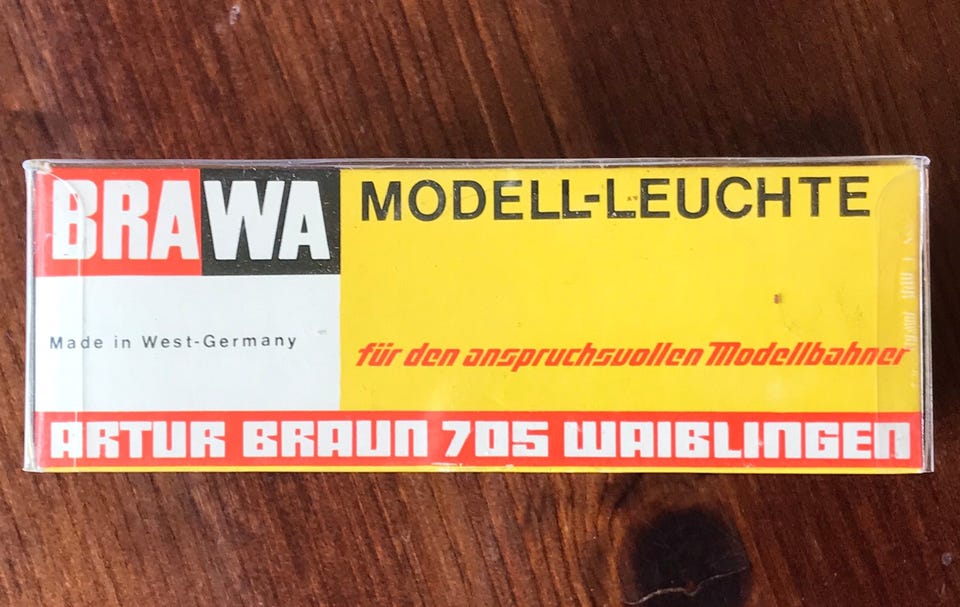 BRAWA
MODELL-LEUCHTE
Made in West-Germany
für den anspruchsvollen Modellbahner
ARTUR BRAUN 705 WAIBLINGEN